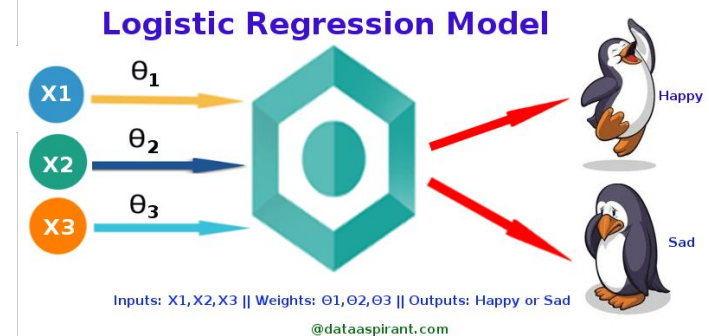 Logistic Regression Model
X1
θ1
X2
θ2
X3
θ3
Happy
Sad
Inputs: X1,X2,X3 || Weights: Θ1,Θ2,Θ3 || Outputs: Happy or Sad
@dataaspirant.com